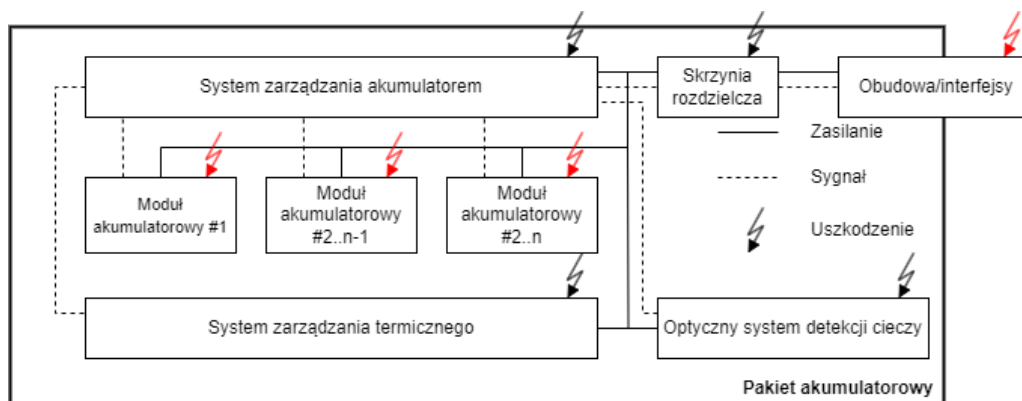 System zarządzania akumulatorem
Skrzynia
rozdzielcza
Obudowa/interfejsy
Zasilanie
Sygnał
Uszkodzenie
Moduł
akumulatorowy #1
Moduł
akumulatorowy
#2..n-1
Moduł
akumulatorowy
#2..n
System zarządzania termicznego
Optyczny system detekcji cieczy
Pakiet akumulatorowy